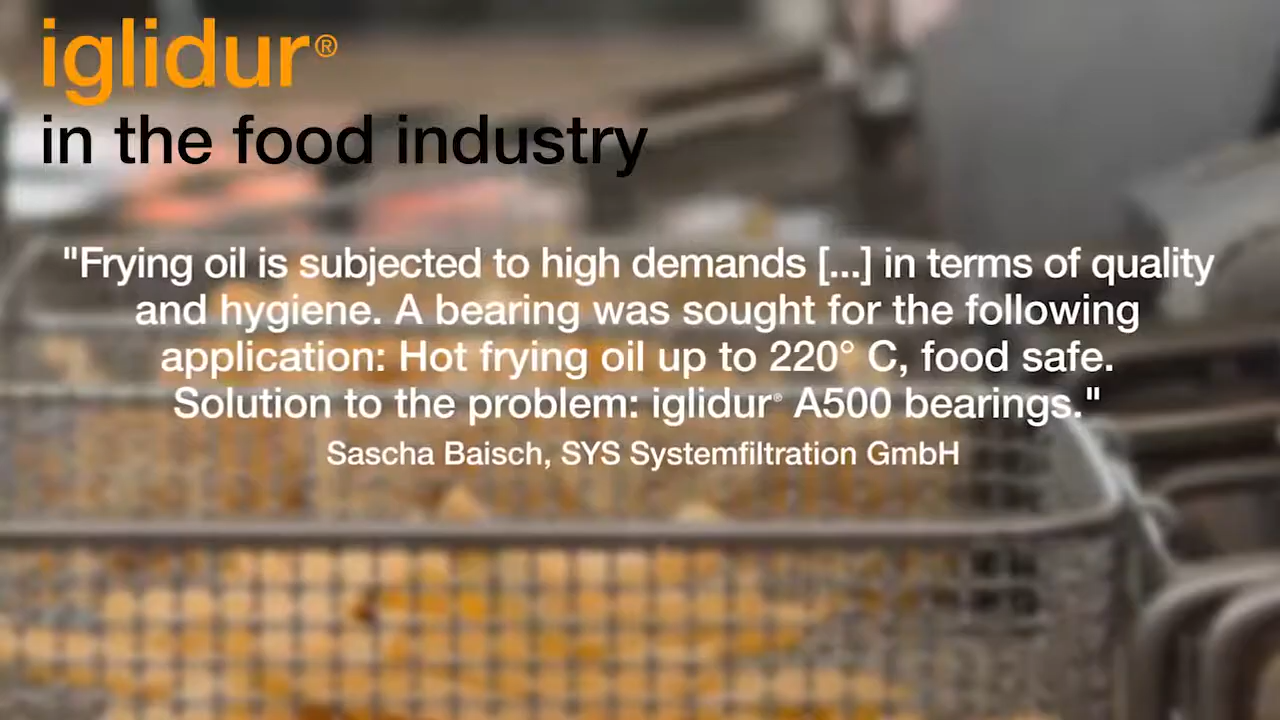 iglidur®
in the food industry
"Frying oil is subjected to high demands [...] in terms of quality
and hygiene. A bearing was sought for the following
application: Hot frying oil up to 220° C, food safe.
Solution to the problem: iglidur® A500 bearings."
Sascha Baisch, SYS Systemfiltration GmbH